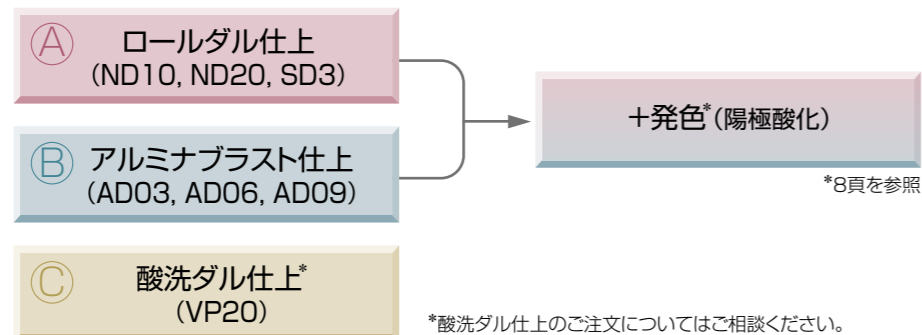 Ⓐ ロールダル仕上
(ND10, ND20, SD3)
Ⓑ アルミナブラスト仕上
(AD03, AD06, AD09)
+発色*(陽極酸化)
*8頁を参照
Ⓒ 酸洗ダル仕上*
(VP20)
*酸洗ダル仕上のご注文についてはご相談ください。